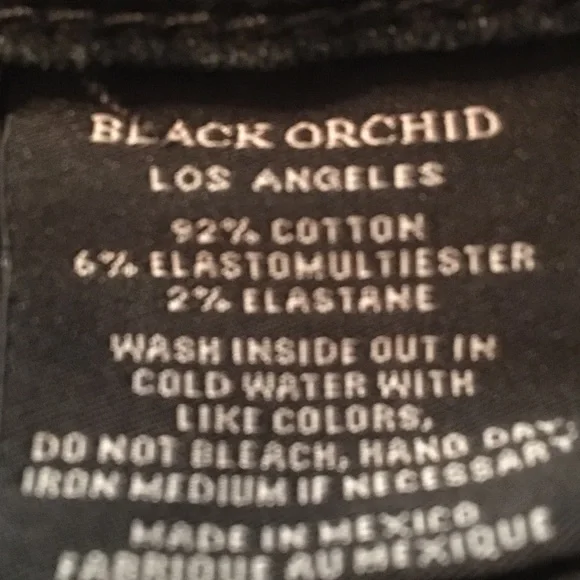 BLACK ORCHID
LOS ANGELES
92% COTTON
6% ELASTOMULTIESTER
2% ELASTANE
WASH INSIDE OUT IN
COLD WATER WITH
LIKE COLORS,
DO NOT BLEACH, HANG DRY,
IRON MEDIUM IF NECESSARY
MADE IN MEXICO
FABRIQUE AU MEXIQUE